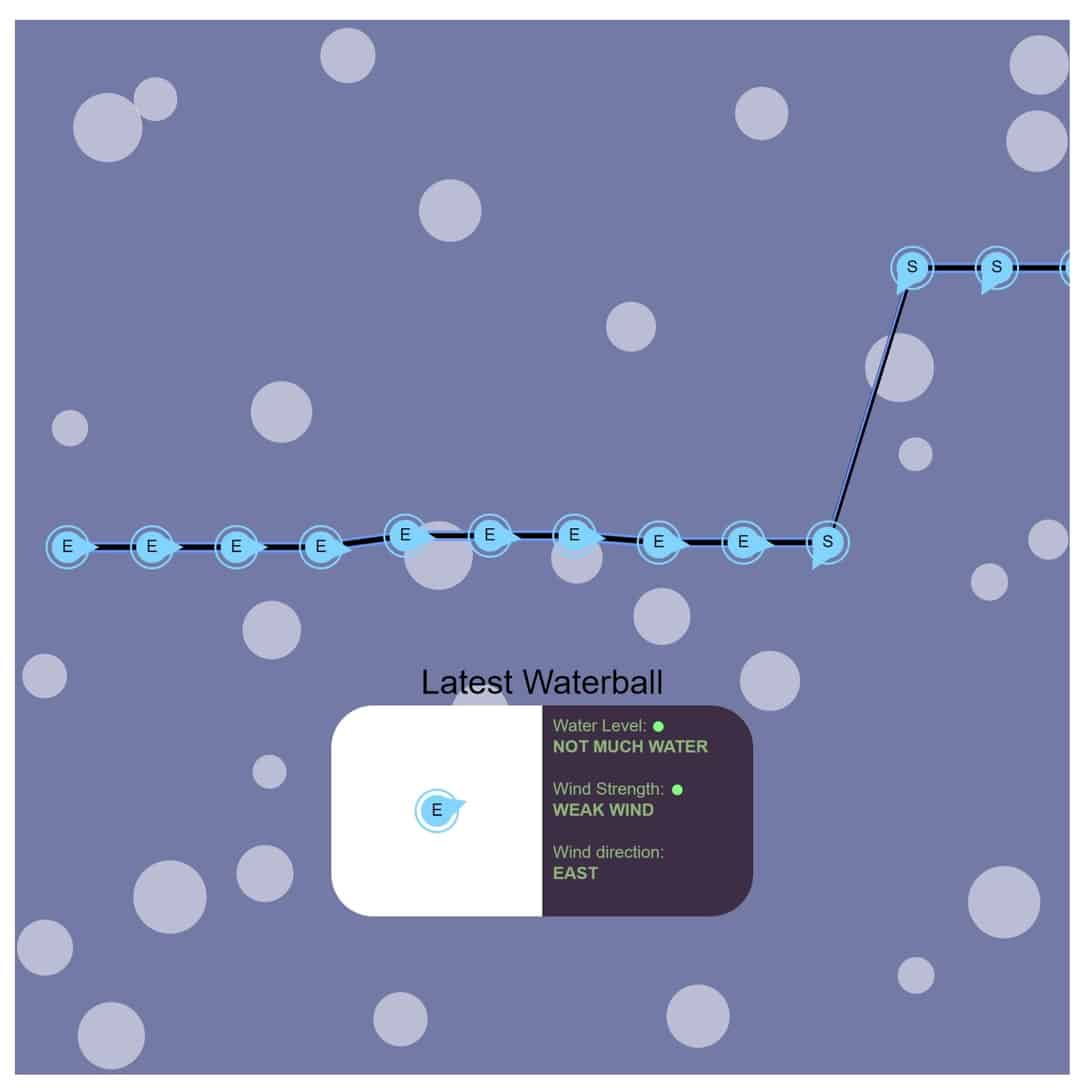 S S
E E E E E E E E E S
Latest Waterball
Water Level:
NOT MUCH WATER
Wind Strength:
WEAK WIND
E
Wind direction:
EAST